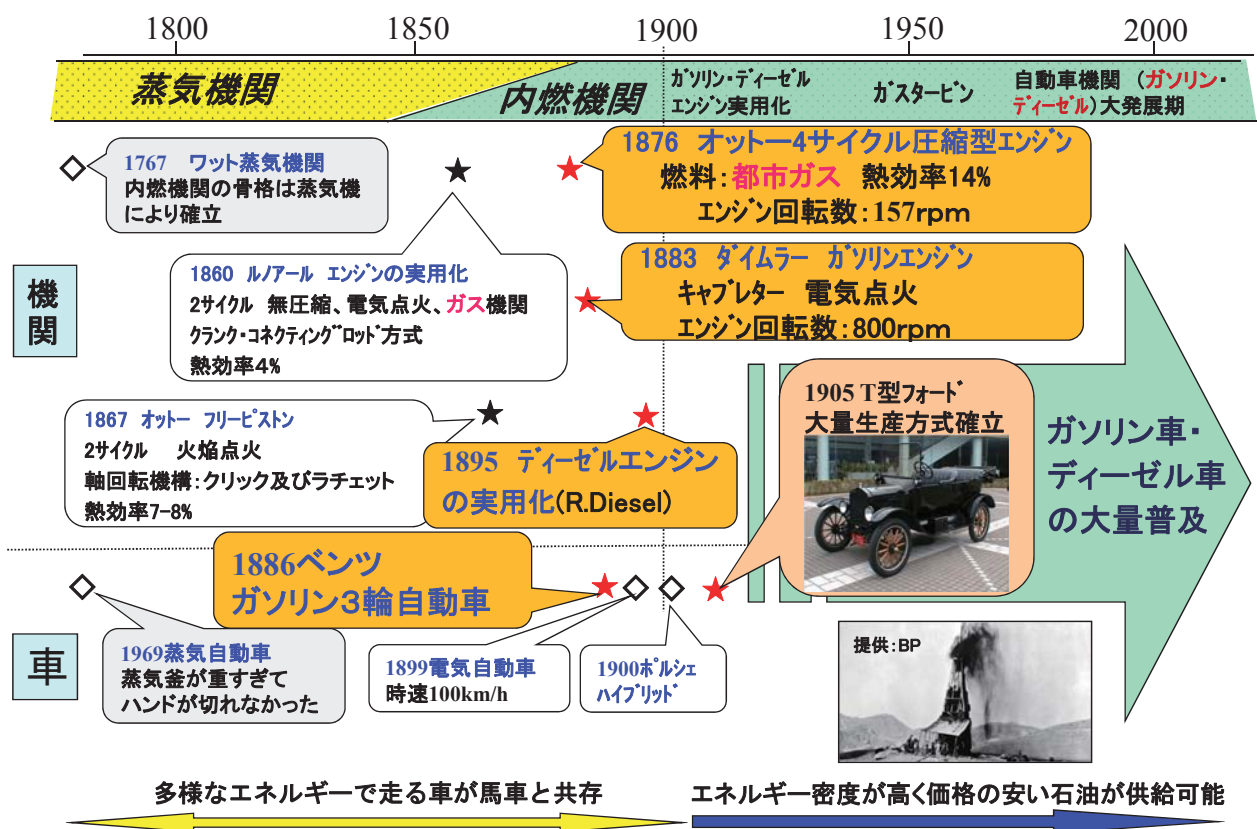 1800
1850
1900
1950
2000
蒸気機関
内燃機関
ガソリン・ディーゼル
エンジン実用化
ガスタービン
自動車機関 (ガソリン・
ディーゼル)大発展期
1767 ワット蒸気機関
内燃機関の骨格は蒸気機
により確立
1876 オットー4サイクル圧縮型エンジン
燃料:都市ガス 熱効率14%
エンジン回転数:157rpm
機
関
1860 ルノアール エンジンの実用化
2サイクル 無圧縮、電気点火、ガス機関
クランク・コネクティングロッド方式
熱効率4%
1883 ダイムラー ガソリンエンジン
キャブレター 電気点火
エンジン回転数:800rpm
1867 オットー フリーピストン
2サイクル 火焔点火
軸回転機構:クリック及びラチェット
熱効率7-8%
1895 ディーゼルエンジン
の実用化(R.Diesel)
1905 T型フォード
大量生産方式確立
ガソリン車・
ディーゼル車
の大量普及
1886ベンツ
ガソリン3輪自動車
車
1969蒸気自動車
蒸気釜が重すぎて
ハンドが切れなかった
1899電気自動車
時速100km/h
1900ポルシェ
ハイブリッド
提供:BP
多様なエネルギーで走る車が馬車と共存
エネルギー密度が高く価格の安い石油が供給可能